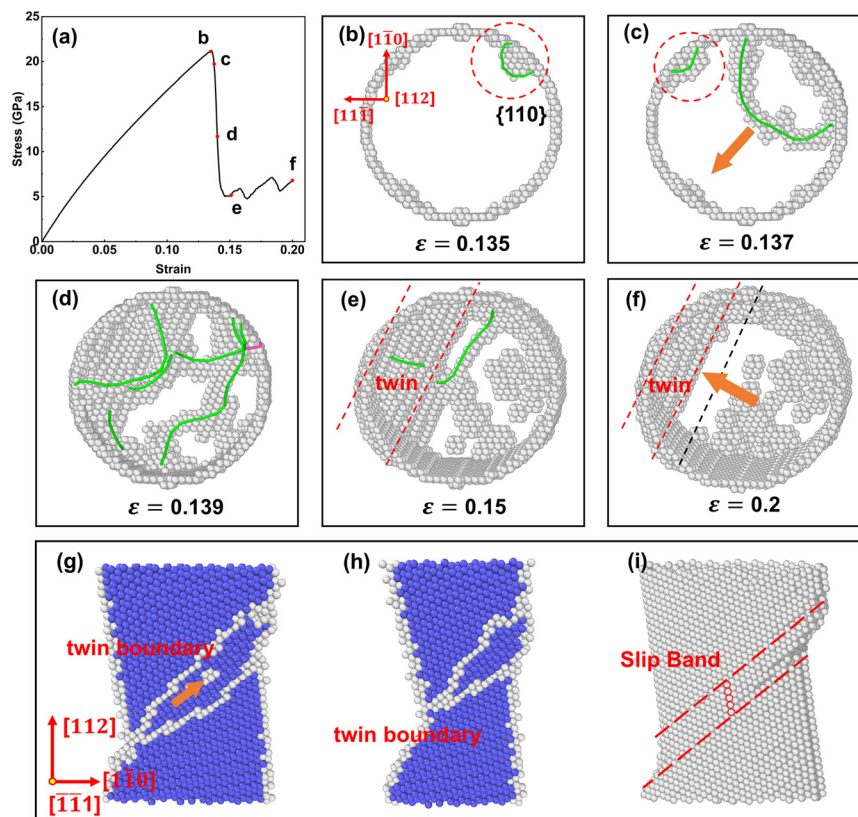 (a)
b
c
d
e
f
25
20
15
10
5
0
0.00 0.05 0.10 0.15 0.20
Stress (GPa)
Strain
(b)
[11̅0]
[112]
[111̅]
{110}
ε = 0.135
(c)
ε = 0.137
(d)
ε = 0.139
(e)
twin
ε = 0.15
(f)
twin
ε = 0.2
(g)
twin boundary
[112]
[11̅0]
[1̅1̅1]
(h)
twin boundary
(i)
Slip Band